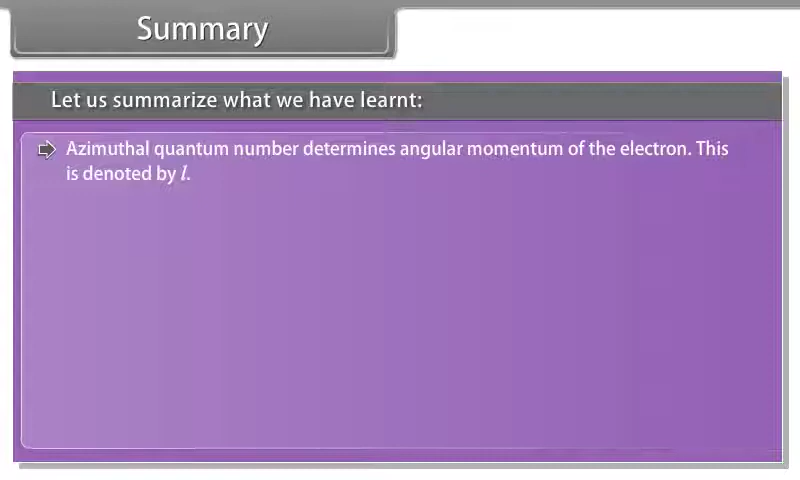 Summary
Let us summarize what we have learnt:
Azimuthal quantum number determines angular momentum of the electron. This
is denoted by l.